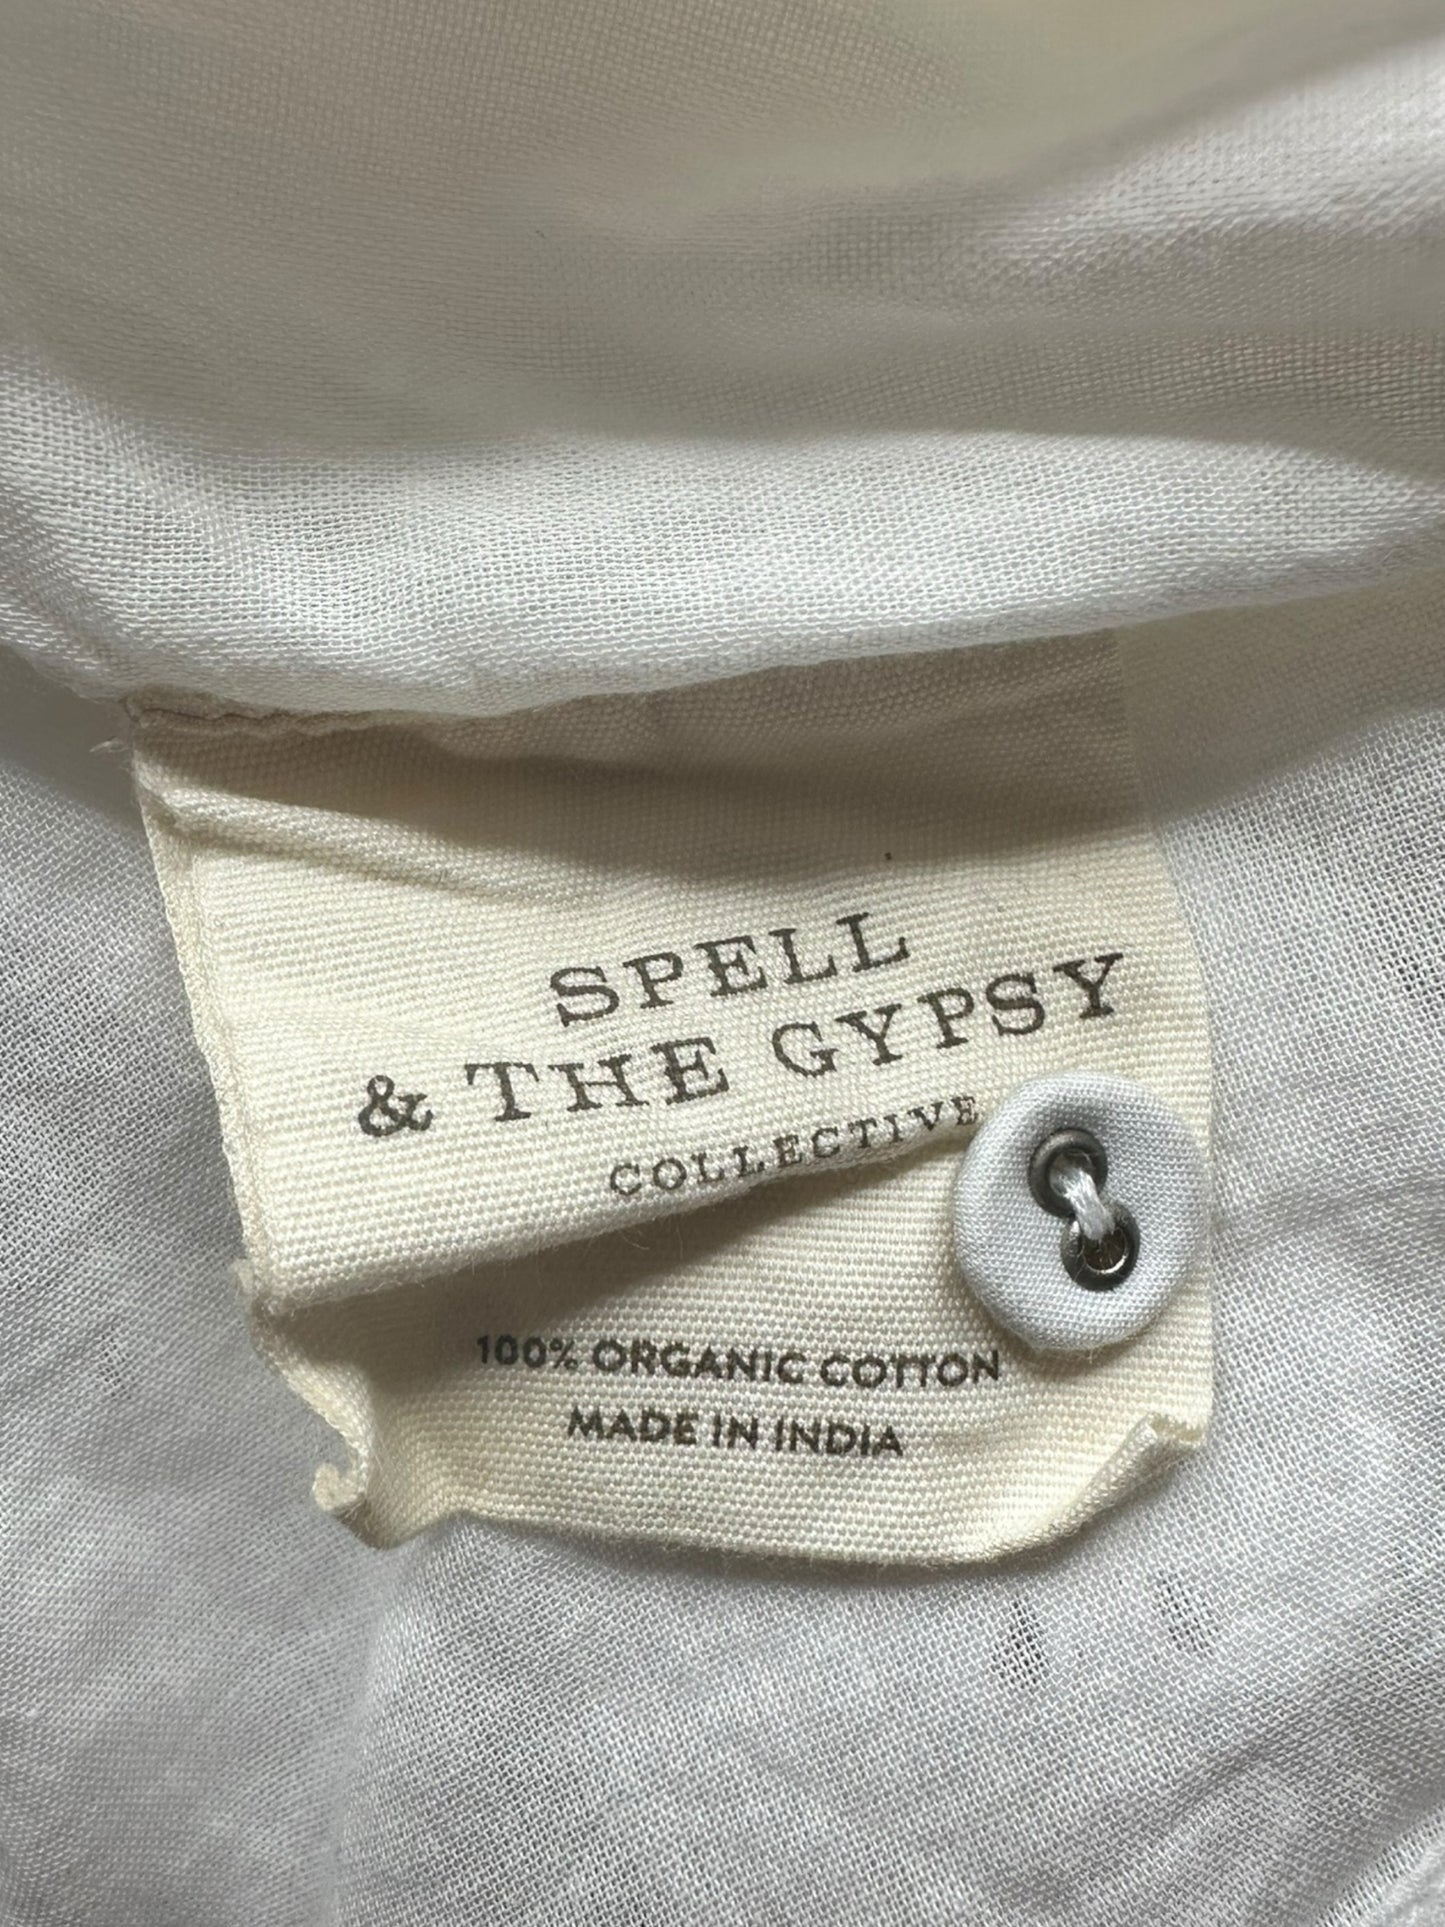 SPELL
& THE GYPSY
COLLECTIVE
100% ORGANIC COTTON
MADE IN INDIA